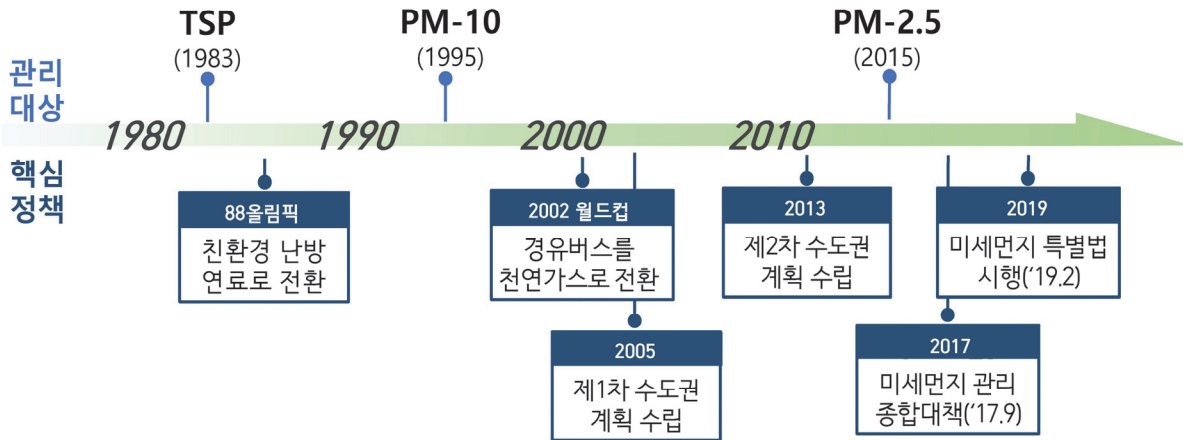 TSP
(1983)
PM-10
(1995)
PM-2.5
(2015)
관리
대상
1980
1990
2000
2010
핵심
정책
88올림픽
친환경 난방
연료로 전환
2002 월드컵
경유버스를
천연가스로 전환
2005
제1차 수도권
계획 수립
2013
제2차 수도권
계획 수립
2017
미세먼지 관리
종합대책(‘17.9)
2019
미세먼지 특별법
시행(‘19.2)